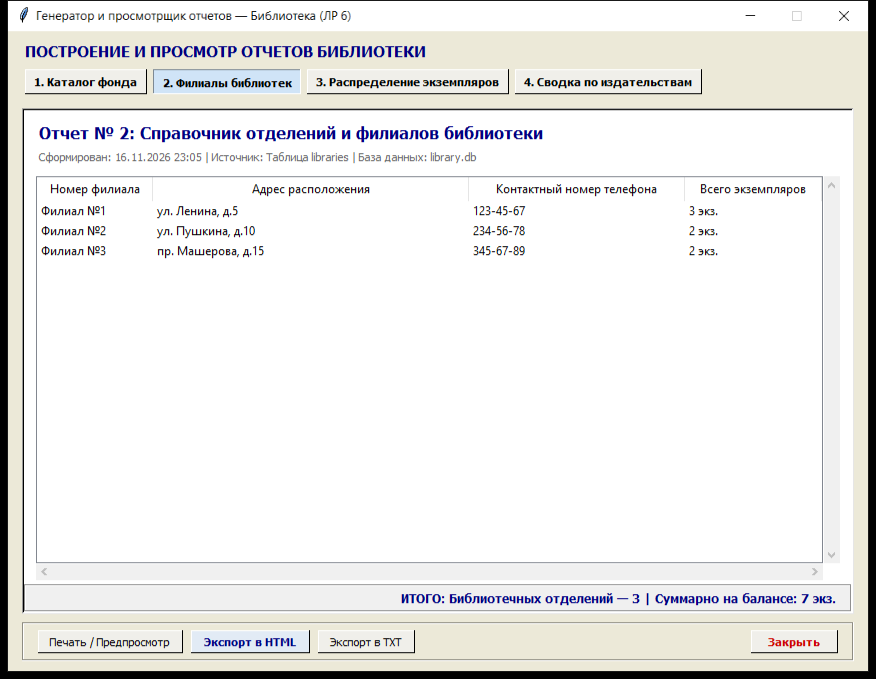 Генератор и просмотрщик отчетов — Библиотека (ЛР 6)
ПОСТРОЕНИЕ И ПРОСМОТР ОТЧЕТОВ БИБЛИОТЕКИ
1. Каталог фонда 2. Филиалы библиотек 3. Распределение экземпляров 4. Сводка по издательствам
Отчет № 2: Справочник отделений и филиалов библиотеки
Сформирован: 16.11.2026 23:05 | Источник: Таблица libraries | База данных: library.db
Номер филиала Адрес расположения Контактный номер телефона Всего экземпляров
Филиал №1 ул. Ленина, д.5 123-45-67 3 экз.
Филиал №2 ул. Пушкина, д.10 234-56-78 2 экз.
Филиал №3 пр. Машерова, д.15 345-67-89 2 экз.
ИТОГО: Библиотечных отделений — 3 | Суммарно на балансе: 7 экз.
Печать / Предпросмотр Экспорт в HTML Экспорт в TXT Закрыть